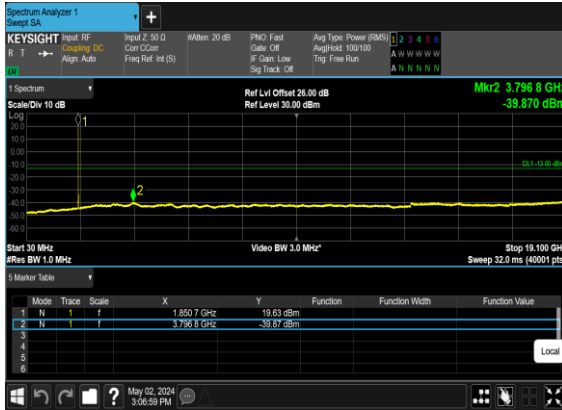 Spectrum Analyzer 1
Swept SA
+
KEYSIGHT
R T
Input: RF
Coupling: DC
Align: Auto
Input Z: 50 Ω
Corr CCorr
Freq Ref: Int (S)
#Atten: 20 dB
PNO: Fast
Gate: Off
IF Gain: Low
Sig Track: Off
Avg Type: Power (RMS)
Avg|Hold: 100/100
Trig: Free Run
1 2 3 4 5 6
A W W W W W
A N N N N N
1 Spectrum
Scale/Div 10 dB
Ref Lvl Offset 26.00 dB
Ref Level 30.00 dBm
Mkr2 3.796 8 GHz
-39.870 dBm
Log
20.0
10.0
0.00
-10.0
-20.0
-30.0
-40.0
-50.0
-60.0
1
2
DL1 -13.00 dBm
Start 30 MHz
#Res BW 1.0 MHz
Video BW 3.0 MHz*
Stop 19.100 GHz
Sweep 32.0 ms (40001 pts)
5 Marker Table
Mode Trace Scale X Y Function Function Width Function Value
1 N 1 f 1.850 7 GHz 19.63 dBm
2 N 1 f 3.796 8 GHz -39.87 dBm
3
4
5
6
Local
?
May 02, 2024
3:06:59 PM